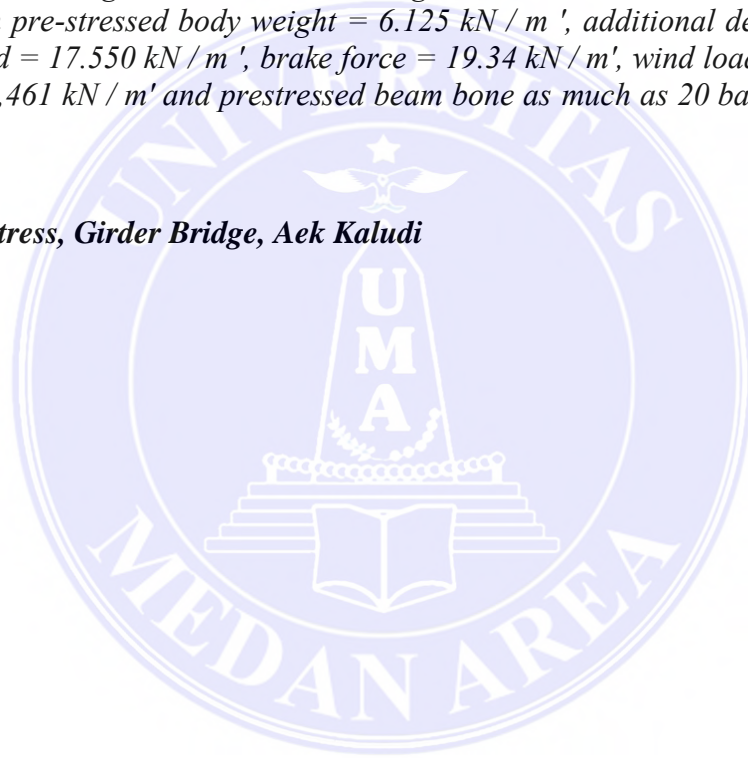 pre-stressed body weight = 6.125 kN / m ', additional de
d = 17.550 kN / m ', brake force = 19.34 kN / m', wind load
,461 kN / m' and prestressed beam bone as much as 20 ba
tress, Girder Bridge, Aek Kaludi
UNIVERSITAS
U
M
A
MEDAN AREA